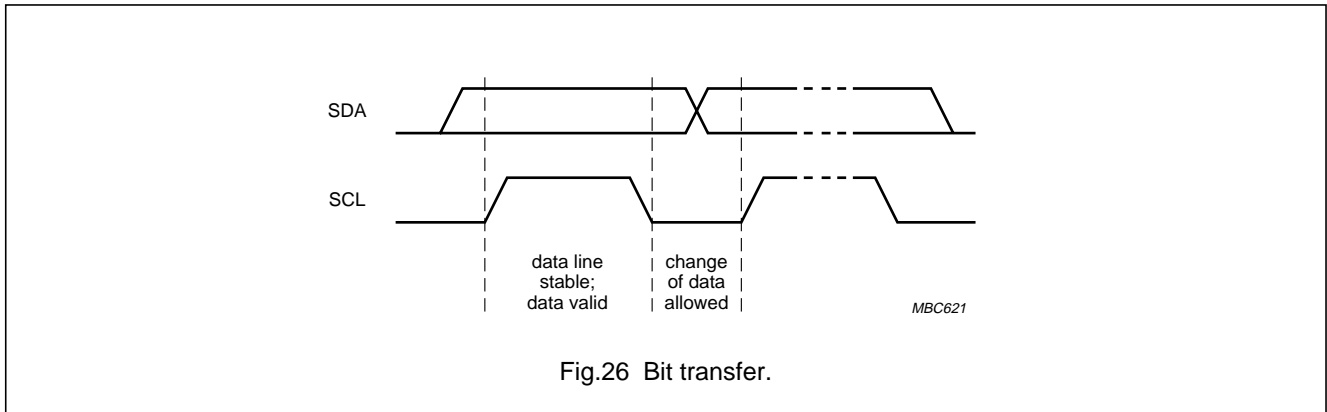 SDA
SCL
data line
stable;
data valid
change
of data
allowed
MBC621
Fig.26 Bit transfer.